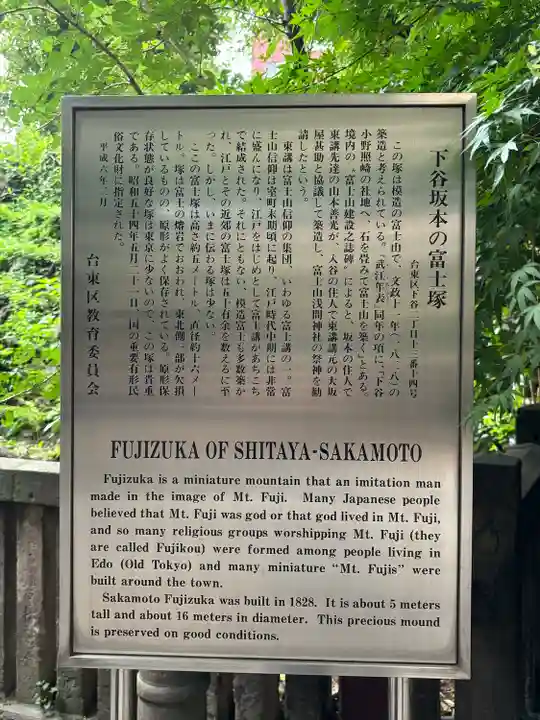 下谷坂本の富士塚
台東区下谷二丁目十三番十四号
この塚は模造の富士山で、文政十一年(一八二八)の
築造と考えられている。『武江年表』同年の項に、「下谷
小野照崎の社地へ、石を畳みて富士山を築く」とある。
境内の「富士山建設之誌碑」によると、坂本の住人で
東講先達の山本善光が、入谷の住人で東講講元の大坂
屋甚助と協議して築造し、富士山浅間神社の祭神を勧
請したという。
東講は富士山信仰の集団、いわゆる富士講の一。富
士山信仰は室町末期頃に起り、江戸時代中期には非常
に盛んになり、江戸をはじめとして富士講があちこち
で結成された。それにともない、模造富士も多数築か
れ、江戸とその近郊の富士塚は五十有余を数えるに至
った。しかし、いまに伝わる塚は少ない。
ここの富士塚は高さ約五メートル、直径約十六メー
トル。塚は富士の熔岩でおおわれ、東北側一部が欠損
しているものの、原形がよく保存されている。原形保
存状態が良好な塚は東京に少ないので、この塚は貴重
である。昭和五十四年五月二十一日、国の重要有形民
俗文化財に指定された。
平成六年三月
台東区教育委員会
FUJIZUKA OF SHITAYA-SAKAMOTO
Fujizuka is a miniature mountain that an imitation man
made in the image of Mt. Fuji. Many Japanese people
believed that Mt. Fuji was god or that god lived in Mt. Fuji,
and so many religious groups worshipping Mt. Fuji (they
are called Fujikou) were formed among people living in
Edo (Old Tokyo) and many miniature "Mt. Fujis" were
built around the town.
Sakamoto Fujizuka was built in 1828. It is about 5 meters
tall and about 16 meters in diameter. This precious mound
is preserved on good conditions.